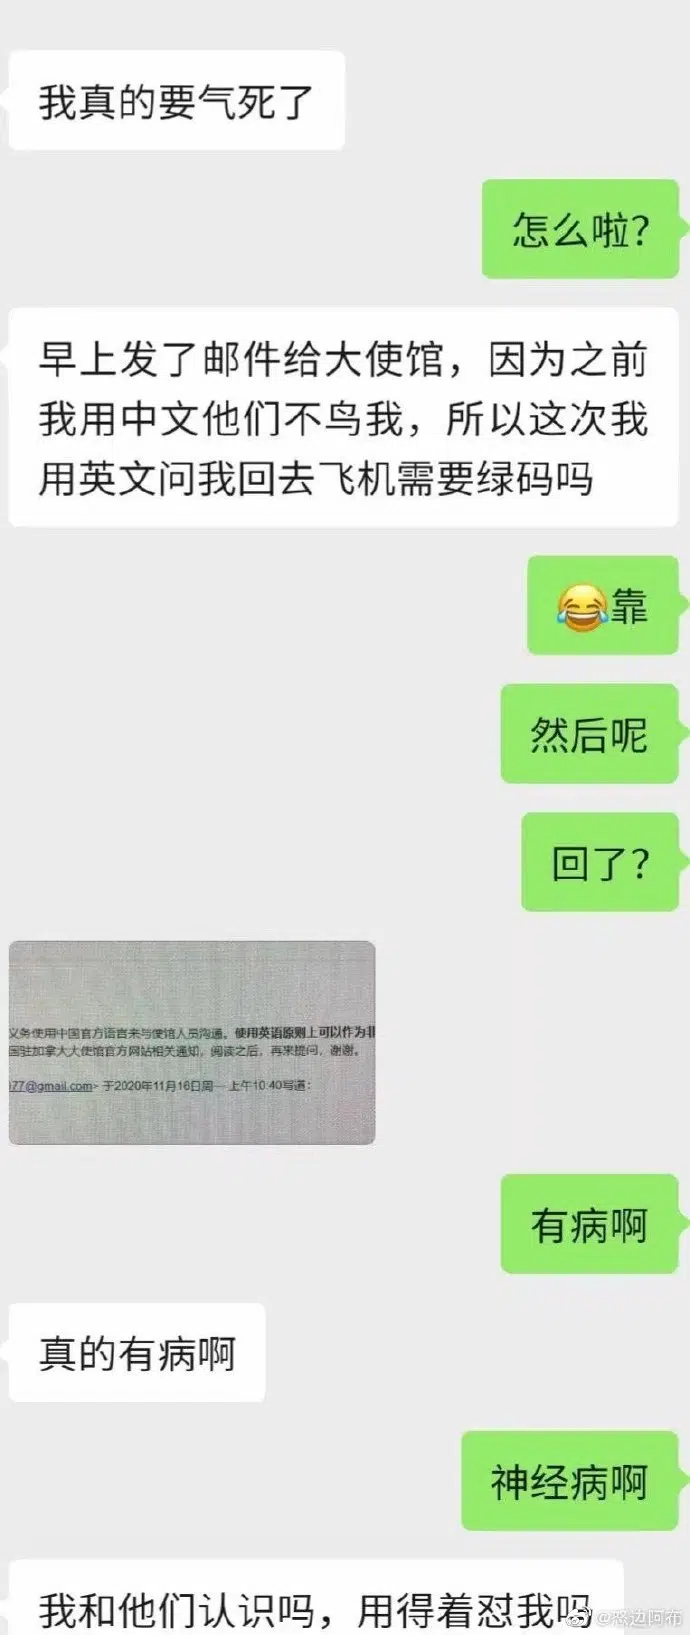 我真的要气死了
怎么啦？
早上发了邮件给大使馆，因为之前
我用中文他们不鸟我，所以这次我
用英文问我回去飞机需要绿码吗
😂靠
然后呢
回了？
义务使用中国官方语言来与使馆人员沟通。使用英语原则上可以作为非
国驻加拿大大使馆官方网站相关通知，阅读之后，再来提问，谢谢。
077@gmail.com> 于2020年11月16日周一 上午10:40写道：
有病啊
真的有病啊
神经病啊
我和他们认识吗，用得着怼我吗
@怒边阿布